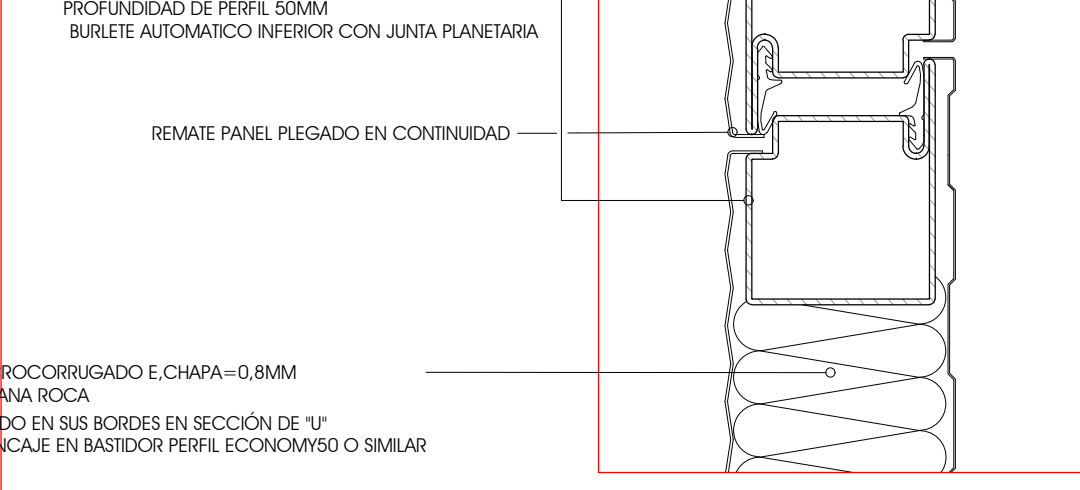 PROFUNDIDAD DE PERFIL 50MM
BURLETE AUTOMATICO INFERIOR CON JUNTA PLANETARIA
REMATE PANEL PLEGADO EN CONTINUIDAD
ROCORRUGADO E,CHAPA=0,8MM
ANA ROCA
DO EN SUS BORDES EN SECCIÓN DE "U"
NCAJE EN BASTIDOR PERFIL ECONOMY50 O SIMILAR